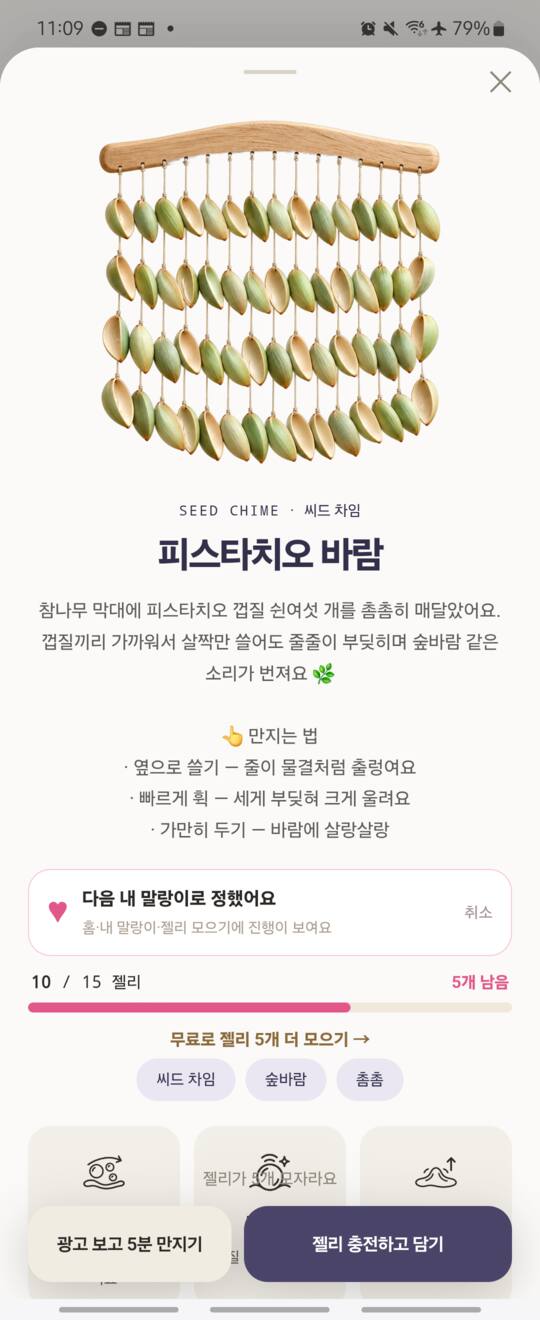 11:09
79%
SEED CHIME · 씨드 차임
피스타치오 바람
참나무 막대에 피스타치오 껍질 쉰여섯 개를 촘촘히 매달았어요.
껍질끼리 가까워서 살짝만 쓸어도 줄줄이 부딪히며 숲바람 같은
소리가 번져요 🌿
👆 만지는 법
· 옆으로 쓸기 — 줄이 물결처럼 출렁여요
· 빠르게 휙 — 세게 부딪혀 크게 울려요
· 가만히 두기 — 바람에 살랑살랑
다음 내 말랑이로 정했어요
홈·내 말랑이·젤리 모으기에 진행이 보여요
취소
10 / 15 젤리
5개 남음
무료로 젤리 5개 더 모으기 →
씨드 차임
숲바람
촘촘
젤리가 5개 모자라요
광고 보고 5분 만지기
질
젤리 충전하고 담기